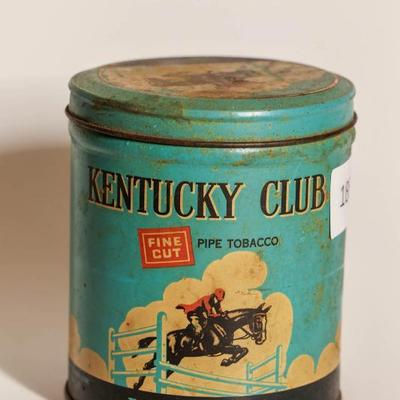 KENTUCKY CLUB
FINE
CUT
PIPE TOBACCO